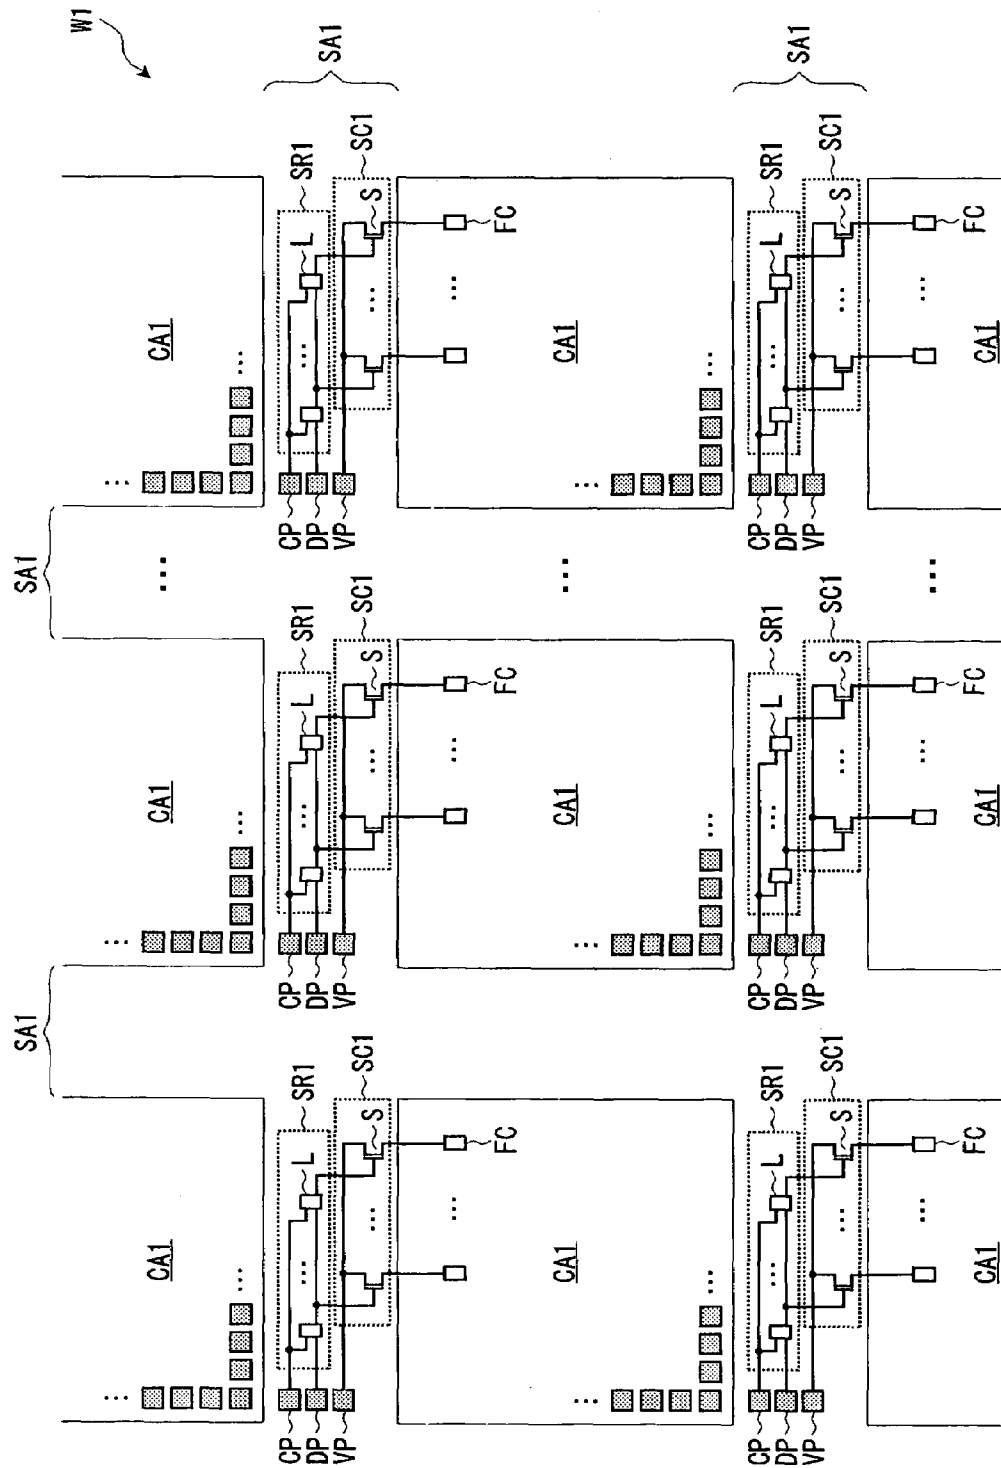 SA1 SA1
W1
CA1 CA1 CA1
CP L SR1 CP L SR1 CP L SR1
DP DP DP SA1
VP SC1 VP SC1 VP SC1
S S S
... ... ...
FC FC FC
CA1 CA1 ... CA1
CP L SR1 CP L SR1 CP L SR1
DP DP DP SA1
VP SC1 VP SC1 VP SC1
S S S
FC FC FC
CA1 CA1 CA1